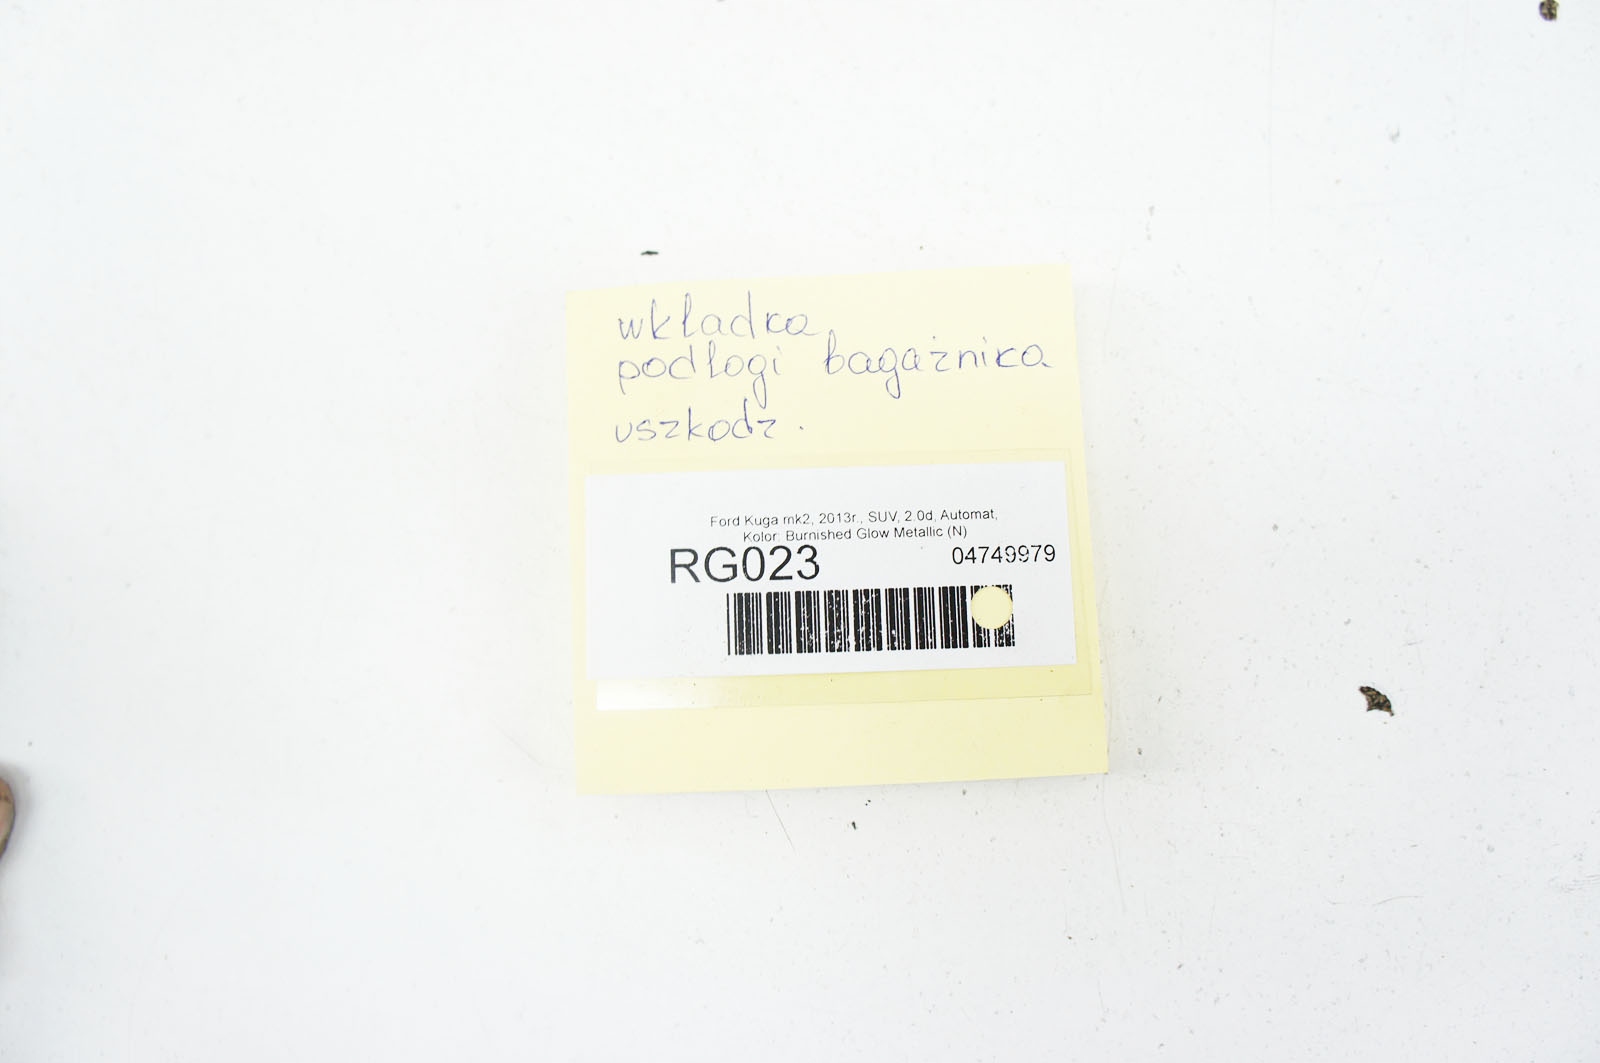 wkładka
podłogi bagażnika
uszkodz.
Ford Kuga mk2, 2013r., SUV, 2.0d, Automat,
Kolor: Burnished Glow Metallic (N)
RG023 04749979